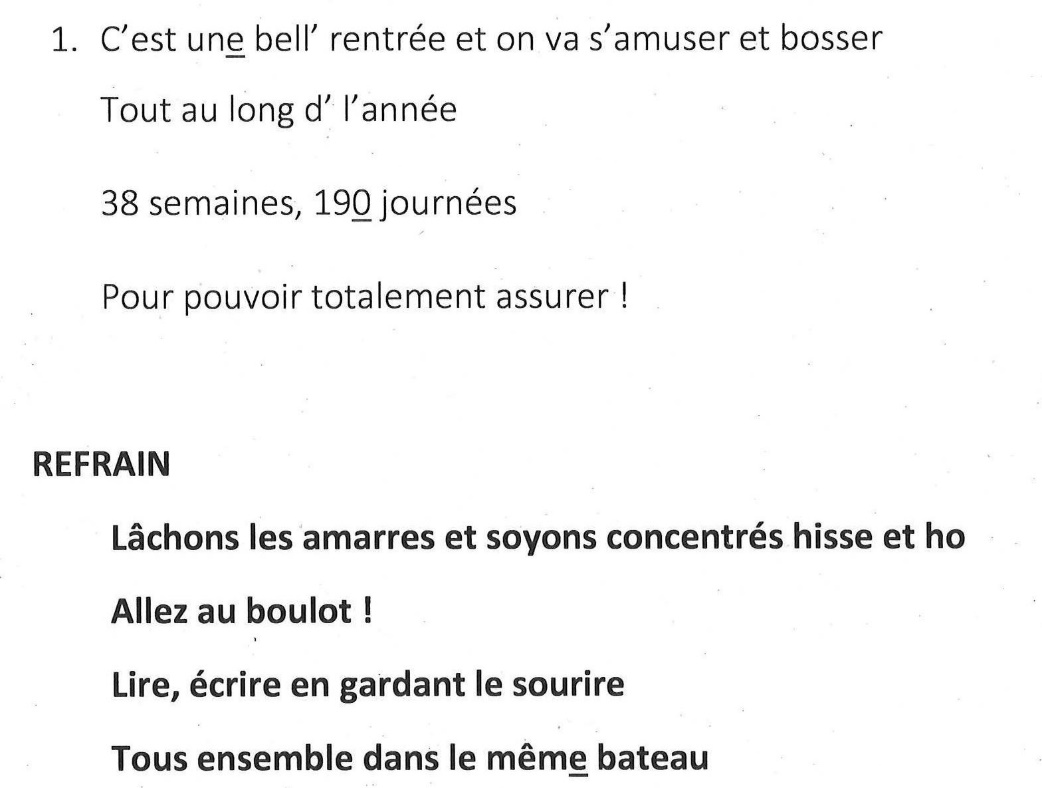 1. C’est une bell’ rentrée et on va s’amuser et bosser
Tout au long d’ l’année
38 semaines, 190 journées
Pour pouvoir totalement assurer !
REFRAIN
Lâchons les amarres et soyons concentrés hisse et ho
Allez au boulot !
Lire, écrire en gardant le sourire
Tous ensemble dans le même bateau